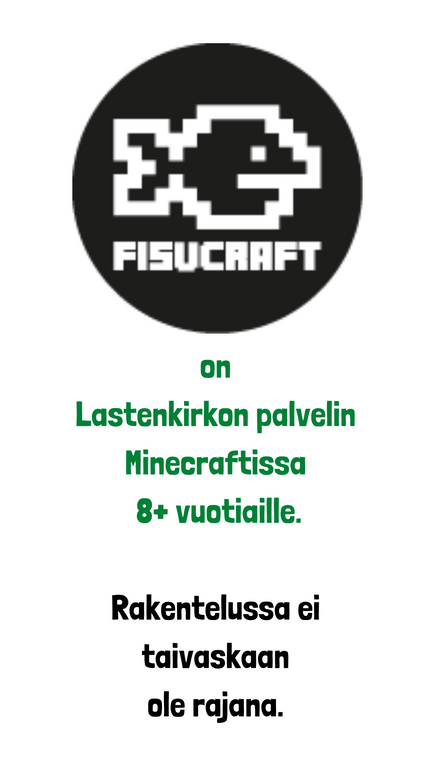 FISUCRAFT
on
Lastenkirkon palvelin
Minecraftissa
8+ vuotiaille.
Rakentelussa ei
taivaskaan
ole rajana.